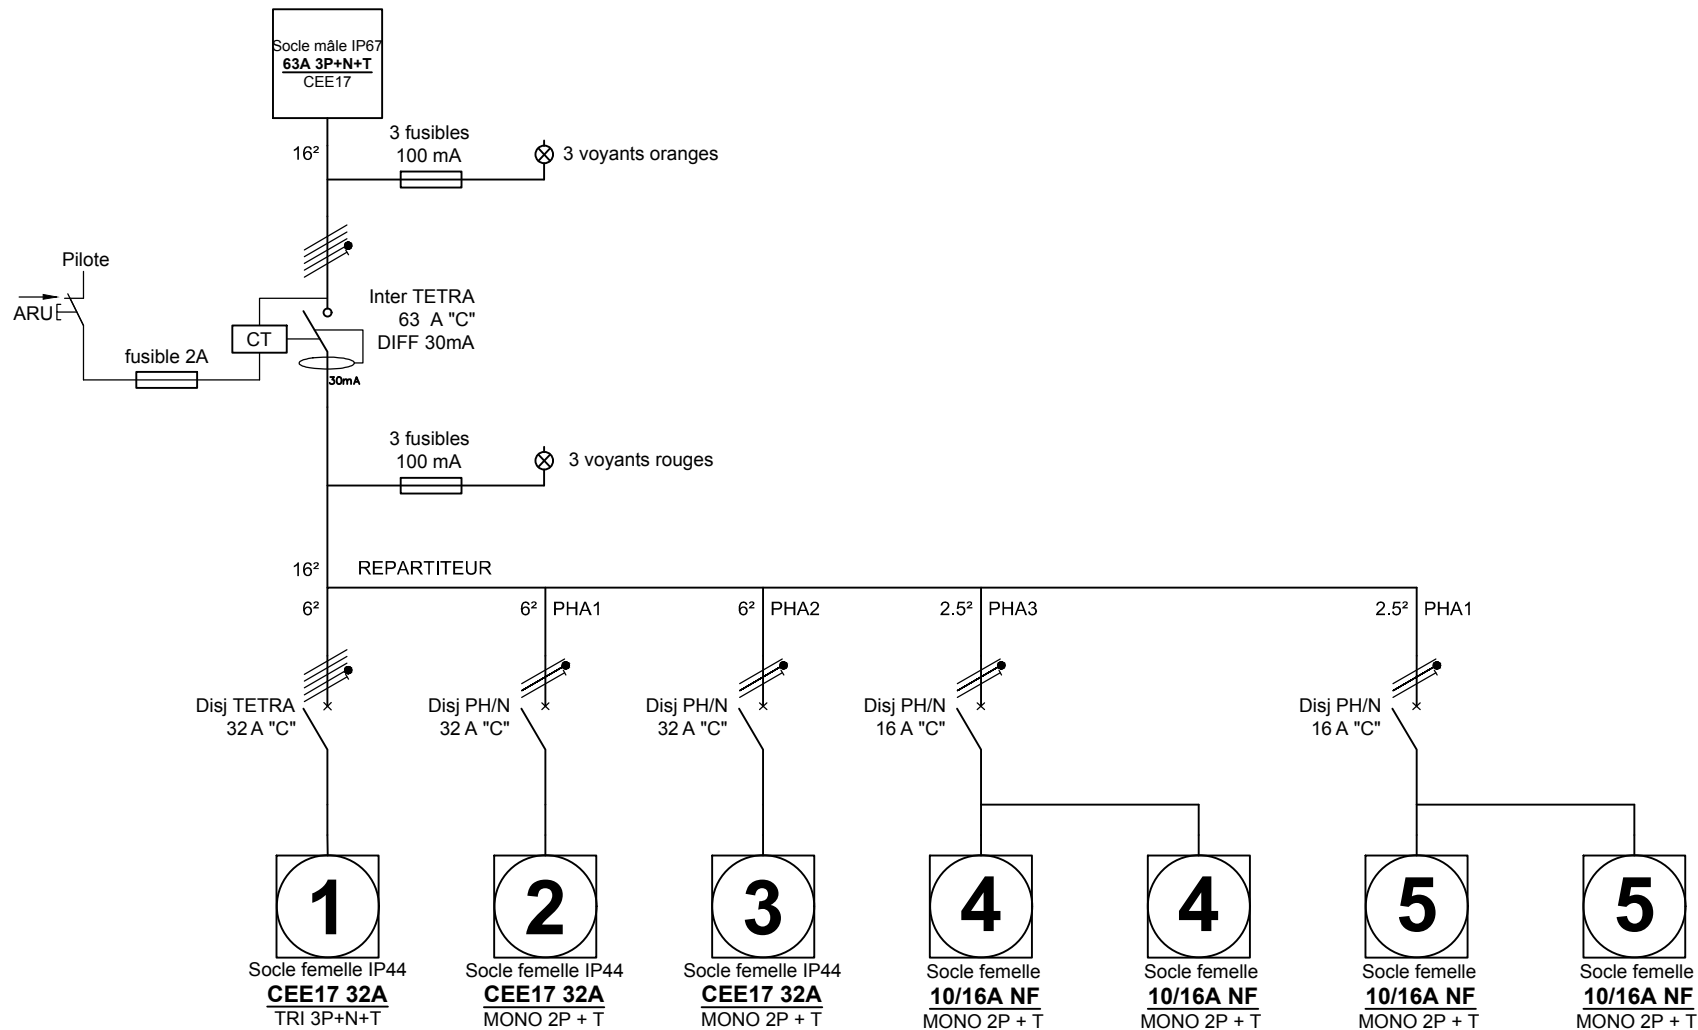 Socle mâle IP67
63A 3P+N+T
CEE17
16²
3 fusibles
100 mA
3 voyants oranges
Pilote
ARU
fusible 2A
CT
Inter TETRA
63 A "C"
DIFF 30mA
30mA
3 fusibles
100 mA
3 voyants rouges
16²
REPARTITEUR
6²
6² PHA1
6² PHA2
2.5² PHA3
2.5² PHA1
Disj TETRA
32 A "C"
Disj PH/N
32 A "C"
Disj PH/N
32 A "C"
Disj PH/N
16 A "C"
Disj PH/N
16 A "C"
1
Socle femelle IP44
CEE17 32A
TRI 3P+N+T
2
Socle femelle IP44
CEE17 32A
MONO 2P + T
3
Socle femelle IP44
CEE17 32A
MONO 2P + T
4
Socle femelle
10/16A NF
MONO 2P + T
4
Socle femelle
10/16A NF
MONO 2P + T
5
Socle femelle
10/16A NF
MONO 2P + T
5
Socle femelle
10/16A NF
MONO 2P + T